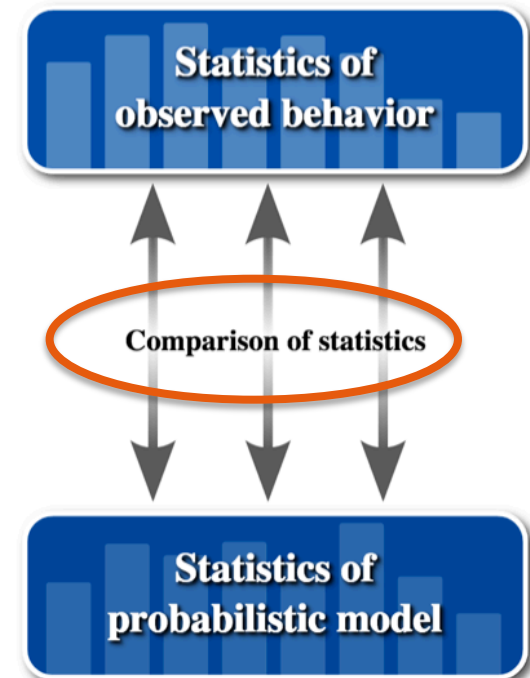 Statistics of
observed behavior
Comparison of statistics
Statistics of
probabilistic model